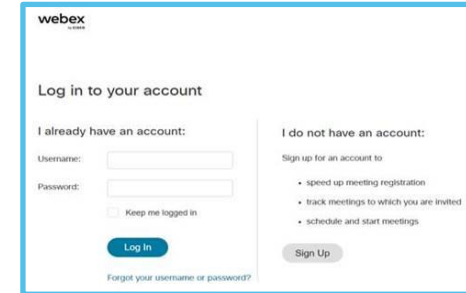 webex
by CISCO
Log in to your account
I already have an account:
Username:
Password:
Keep me logged in
Log In
Forgot your username or password?
I do not have an account:
Sign up for an account to
• speed up meeting registration
• track meetings to which you are invited
• schedule and start meetings
Sign Up